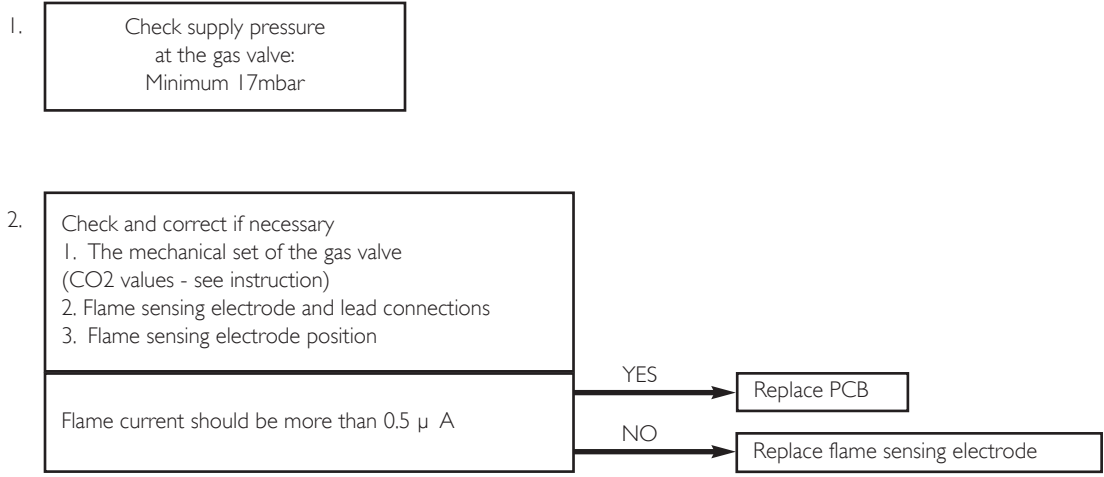 1.
Check supply pressure
at the gas valve:
Minimum 17mbar
2.
Check and correct if necessary
1. The mechanical set of the gas valve
(CO2 values - see instruction)
2. Flame sensing electrode and lead connections
3. Flame sensing electrode position
Flame current should be more than 0.5 μ A
YES
Replace PCB
NO
Replace flame sensing electrode